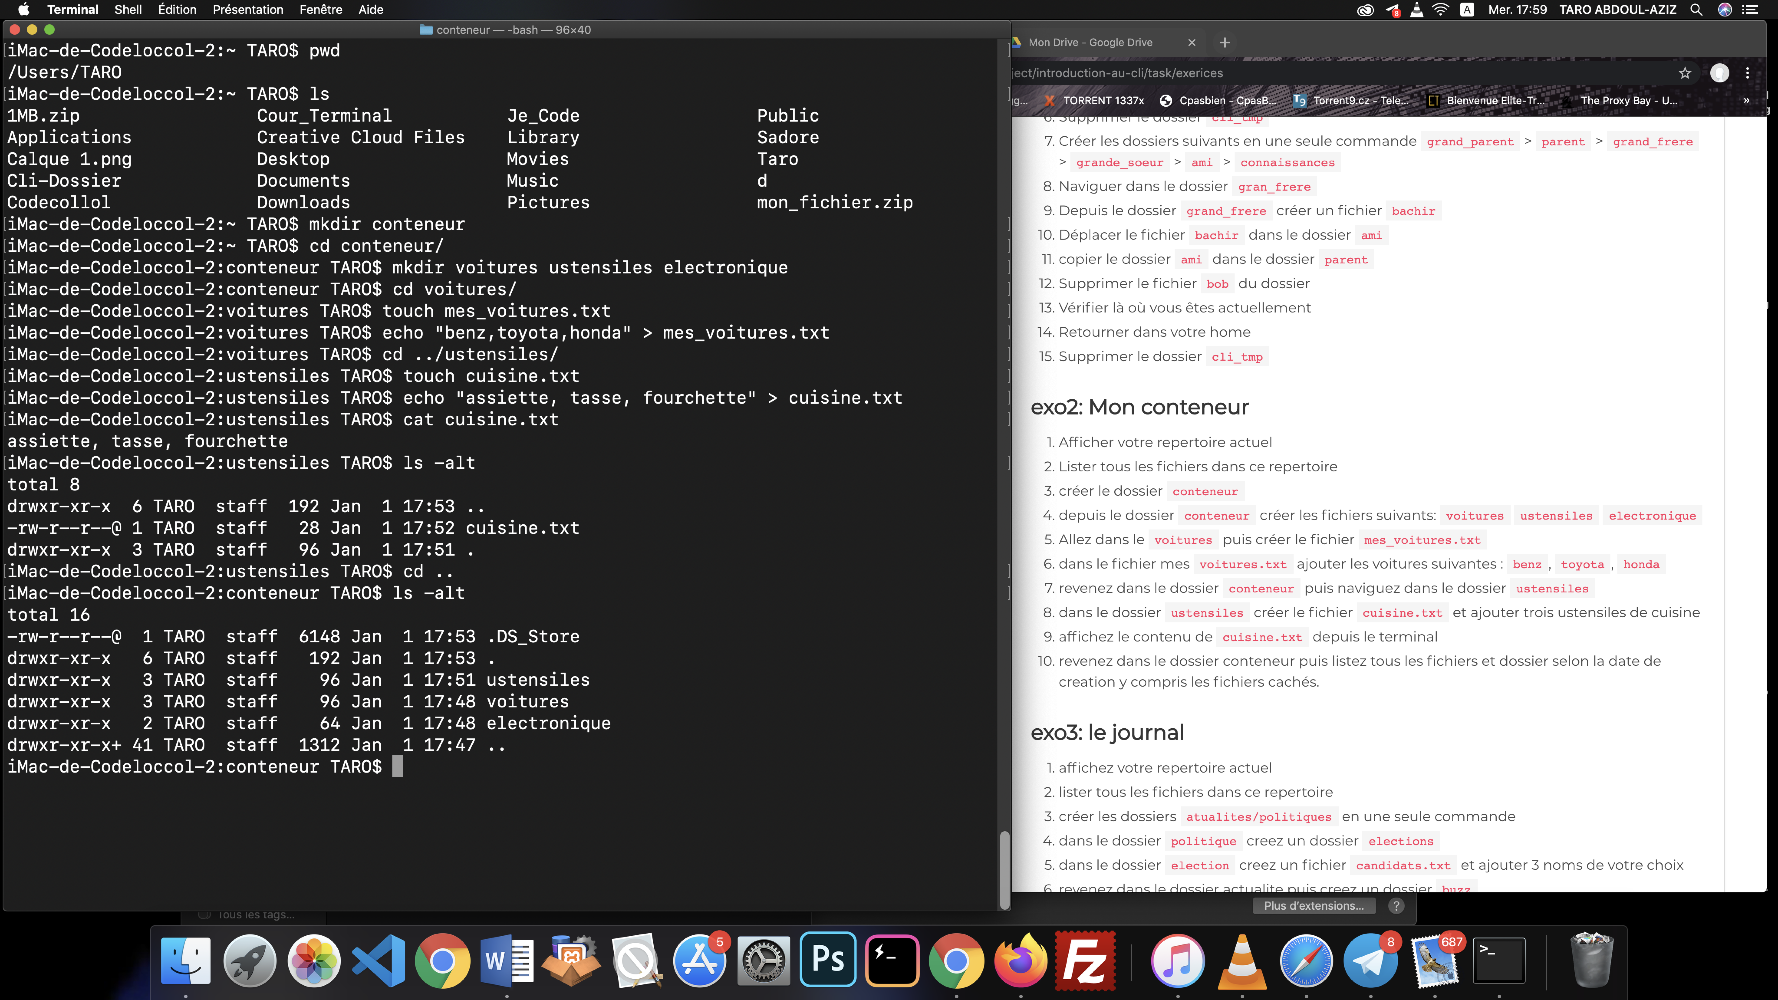 Terminal Shell Édition Présentation Fenêtre Aide
8 A Mer. 17:59 TARO ABDOUL-AZIZ
conteneur — -bash — 96×40
iMac-de-Codeloccol-2:~ TARO$ pwd
/Users/TARO
iMac-de-Codeloccol-2:~ TARO$ ls
1MB.zip Cour_Terminal Je_Code Public
Applications Creative Cloud Files Library Sadore
Calque 1.png Desktop Movies Taro
Cli-Dossier Documents Music d
Codecollol Downloads Pictures mon_fichier.zip
iMac-de-Codeloccol-2:~ TARO$ mkdir conteneur
iMac-de-Codeloccol-2:~ TARO$ cd conteneur/
iMac-de-Codeloccol-2:conteneur TARO$ mkdir voitures ustensiles electronique
iMac-de-Codeloccol-2:conteneur TARO$ cd voitures/
iMac-de-Codeloccol-2:voitures TARO$ touch mes_voitures.txt
iMac-de-Codeloccol-2:voitures TARO$ echo "benz,toyota,honda" > mes_voitures.txt
iMac-de-Codeloccol-2:voitures TARO$ cd ../ustensiles/
iMac-de-Codeloccol-2:ustensiles TARO$ touch cuisine.txt
iMac-de-Codeloccol-2:ustensiles TARO$ echo "assiette, tasse, fourchette" > cuisine.txt
iMac-de-Codeloccol-2:ustensiles TARO$ cat cuisine.txt
assiette, tasse, fourchette
iMac-de-Codeloccol-2:ustensiles TARO$ ls -alt
total 8
drwxr-xr-x 6 TARO staff 192 Jan 1 17:53 ..
-rw-r--r--@ 1 TARO staff 28 Jan 1 17:52 cuisine.txt
drwxr-xr-x 3 TARO staff 96 Jan 1 17:51 .
iMac-de-Codeloccol-2:ustensiles TARO$ cd ..
iMac-de-Codeloccol-2:conteneur TARO$ ls -alt
total 16
-rw-r--r--@ 1 TARO staff 6148 Jan 1 17:53 .DS_Store
drwxr-xr-x 6 TARO staff 192 Jan 1 17:53 .
drwxr-xr-x 3 TARO staff 96 Jan 1 17:51 ustensiles
drwxr-xr-x 3 TARO staff 96 Jan 1 17:48 voitures
drwxr-xr-x 2 TARO staff 64 Jan 1 17:48 electronique
drwxr-xr-x+ 41 TARO staff 1312 Jan 1 17:47 ..
iMac-de-Codeloccol-2:conteneur TARO$
Mon Drive - Google Drive
ject/introduction-au-cli/task/exerices
g... TORRENT 1337x Cpasbien - CpasB... Torrent9.cz - Tele... Bienvenue Elite-Tr... The Proxy Bay - U... »
6. Supprimer le dossier cli_tmp
7. Créer les dossiers suivants en une seule commande grand_parent > parent > grand_frere
> grande_soeur > ami > connaissances
8. Naviguer dans le dossier gran_frere
9. Depuis le dossier grand_frere créer un fichier bachir
10. Déplacer le fichier bachir dans le dossier ami
11. copier le dossier ami dans le dossier parent
12. Supprimer le fichier bob du dossier
13. Vérifier là où vous êtes actuellement
14. Retourner dans votre home
15. Supprimer le dossier cli_tmp
exo2: Mon conteneur
1. Afficher votre repertoire actuel
2. Lister tous les fichiers dans ce repertoire
3. créer le dossier conteneur
4. depuis le dossier conteneur créer les fichiers suivants: voitures ustensiles electronique
5. Allez dans le voitures puis créer le fichier mes_voitures.txt
6. dans le fichier mes voitures.txt ajouter les voitures suivantes : benz , toyota , honda
7. revenez dans le dossier conteneur puis naviguez dans le dossier ustensiles
8. dans le dossier ustensiles créer le fichier cuisine.txt et ajouter trois ustensiles de cuisine
9. affichez le contenu de cuisine.txt depuis le terminal
10. revenez dans le dossier conteneur puis listez tous les fichiers et dossier selon la date de
creation y compris les fichiers cachés.
exo3: le journal
1. affichez votre repertoire actuel
2. lister tous les fichiers dans ce repertoire
3. créer les dossiers atualites/politiques en une seule commande
4. dans le dossier politique creez un dossier elections
5. dans le dossier election creez un fichier candidats.txt et ajouter 3 noms de votre choix
6. revenez dans le dossier actualite puis creez un dossier buzz
Tous les tags...
Plus d'extensions... ?
W 5 Ps >_ Fz 8 687 >_